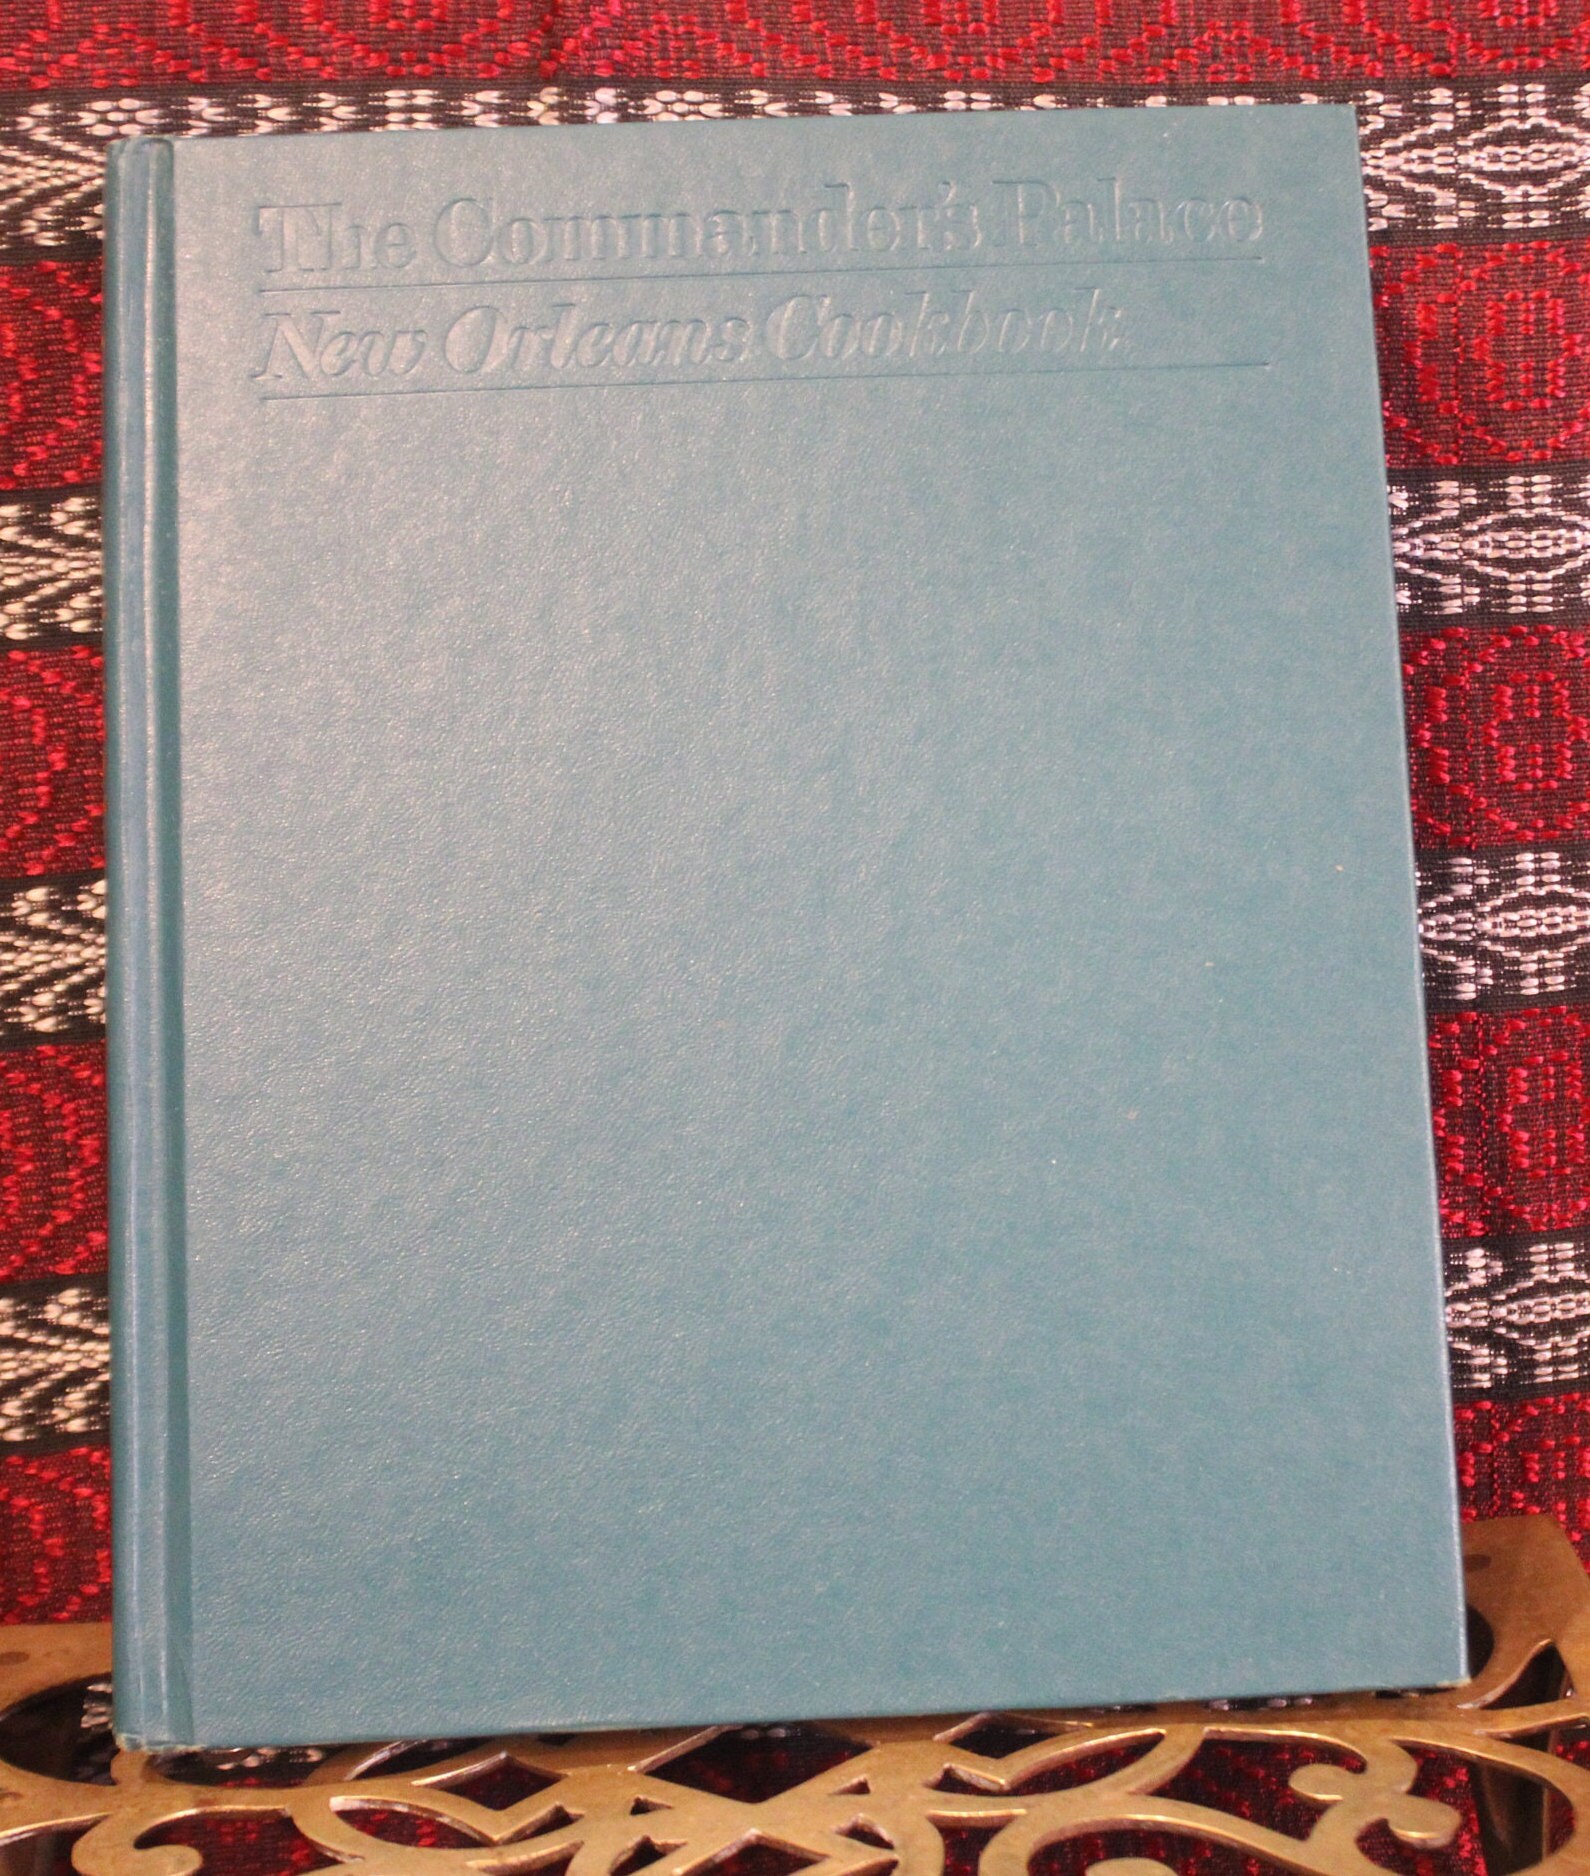 The Commander's Palace
New Orleans Cookbook